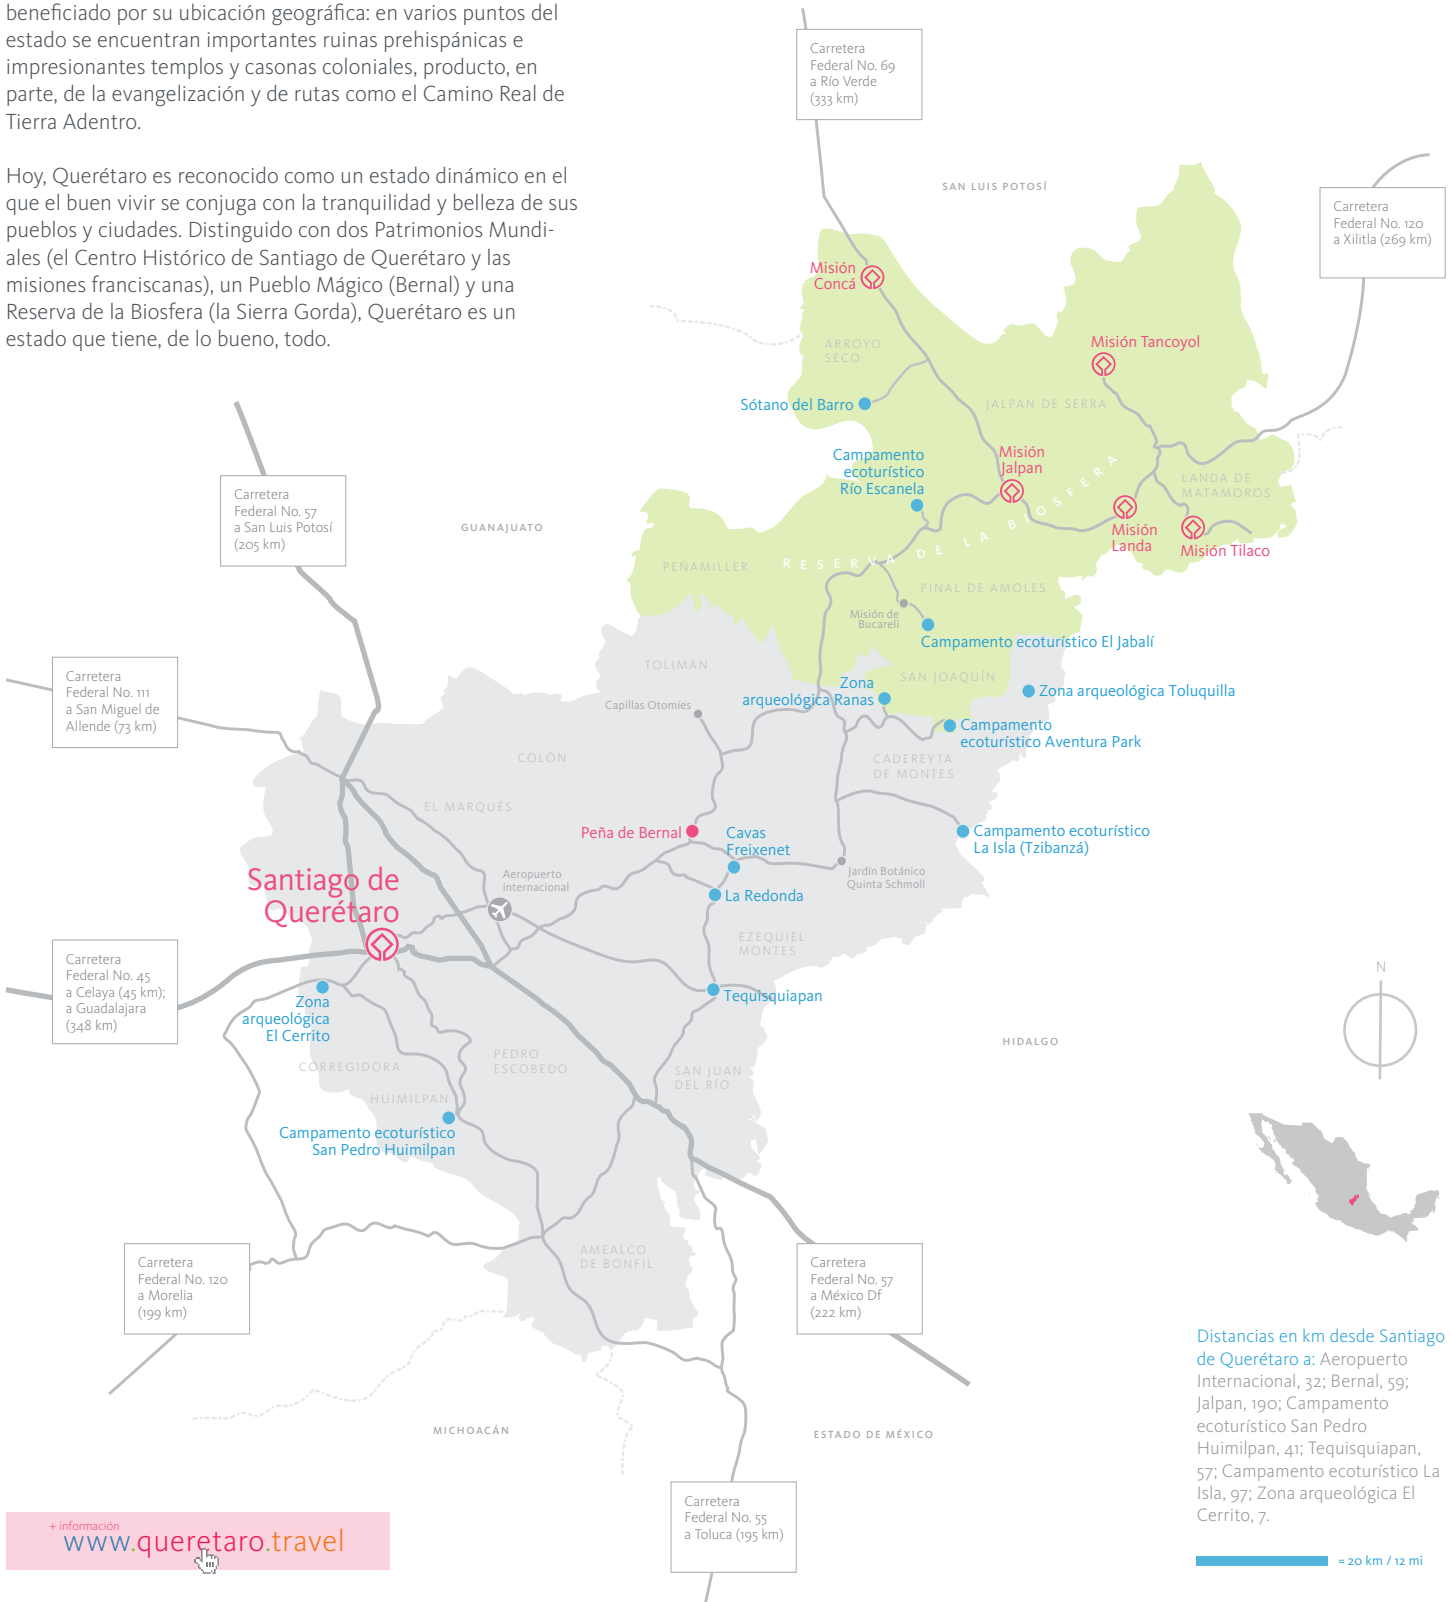 beneficiado por su ubicación geográfica: en varios puntos del
estado se encuentran importantes ruinas prehispánicas e
impresionantes templos y casonas coloniales, producto, en
parte, de la evangelización y de rutas como el Camino Real de
Tierra Adentro.
Hoy, Querétaro es reconocido como un estado dinámico en el
que el buen vivir se conjuga con la tranquilidad y belleza de sus
pueblos y ciudades. Distinguido con dos Patrimonios Mundi-
ales (el Centro Histórico de Santiago de Querétaro y las
misiones franciscanas), un Pueblo Mágico (Bernal) y una
Reserva de la Biosfera (la Sierra Gorda), Querétaro es un
estado que tiene, de lo bueno, todo.
Carretera
Federal No. 69
a Río Verde
(333 km)
SAN LUIS POTOSÍ
Carretera
Federal No. 120
a Xilitla (269 km)
Misión
Concá
ARROYO
SECO
Misión Tancoyol
Sótano del Barro
JALPAN DE SERRA
Campamento
ecoturístico
Río Escanela
Misión
Jalpan
LANDA DE
MATAMOROS
Misión
Landa
Misión Tilaco
RESERVA DE LA BIOSFERA
Carretera
Federal No. 57
a San Luis Potosí
(205 km)
GUANAJUATO
PEÑAMILLER
PINAL DE AMOLES
Misión de
Bucareli
Campamento ecoturístico El Jabalí
TOLIMÁN
SAN JOAQUÍN
Zona
arqueológica Ranas
Zona arqueológica Toluquilla
Capillas Otomíes
Campamento
ecoturístico Aventura Park
Carretera
Federal No. 111
a San Miguel de
Allende (73 km)
COLÓN
CADEREYTA
DE MONTES
EL MARQUÉS
Peña de Bernal
Cavas
Freixenet
Campamento ecoturístico
La Isla (Tzibanzá)
Santiago de
Querétaro
Aeropuerto
internacional
Jardín Botánico
Quinta Schmoll
La Redonda
EZEQUIEL
MONTES
Carretera
Federal No. 45
a Celaya (45 km);
a Guadalajara
(348 km)
Zona
arqueológica
El Cerrito
Tequisquiapan
N
HIDALGO
CORREGIDORA
PEDRO
ESCOBEDO
SAN JUAN
DEL RÍO
HUIMILPAN
Campamento ecoturístico
San Pedro Huimilpan
AMEALCO
DE BONFIL
Carretera
Federal No. 120
a Morelia
(199 km)
Carretera
Federal No. 57
a México Df
(222 km)
MICHOACÁN
ESTADO DE MÉXICO
Carretera
Federal No. 55
a Toluca (195 km)
Distancias en km desde Santiago
de Querétaro a: Aeropuerto
Internacional, 32; Bernal, 59;
Jalpan, 190; Campamento
ecoturístico San Pedro
Huimilpan, 41; Tequisquiapan,
57; Campamento ecoturístico La
Isla, 97; Zona arqueológica El
Cerrito, 7.
= 20 km / 12 mi
+ información
www.queretaro.travel